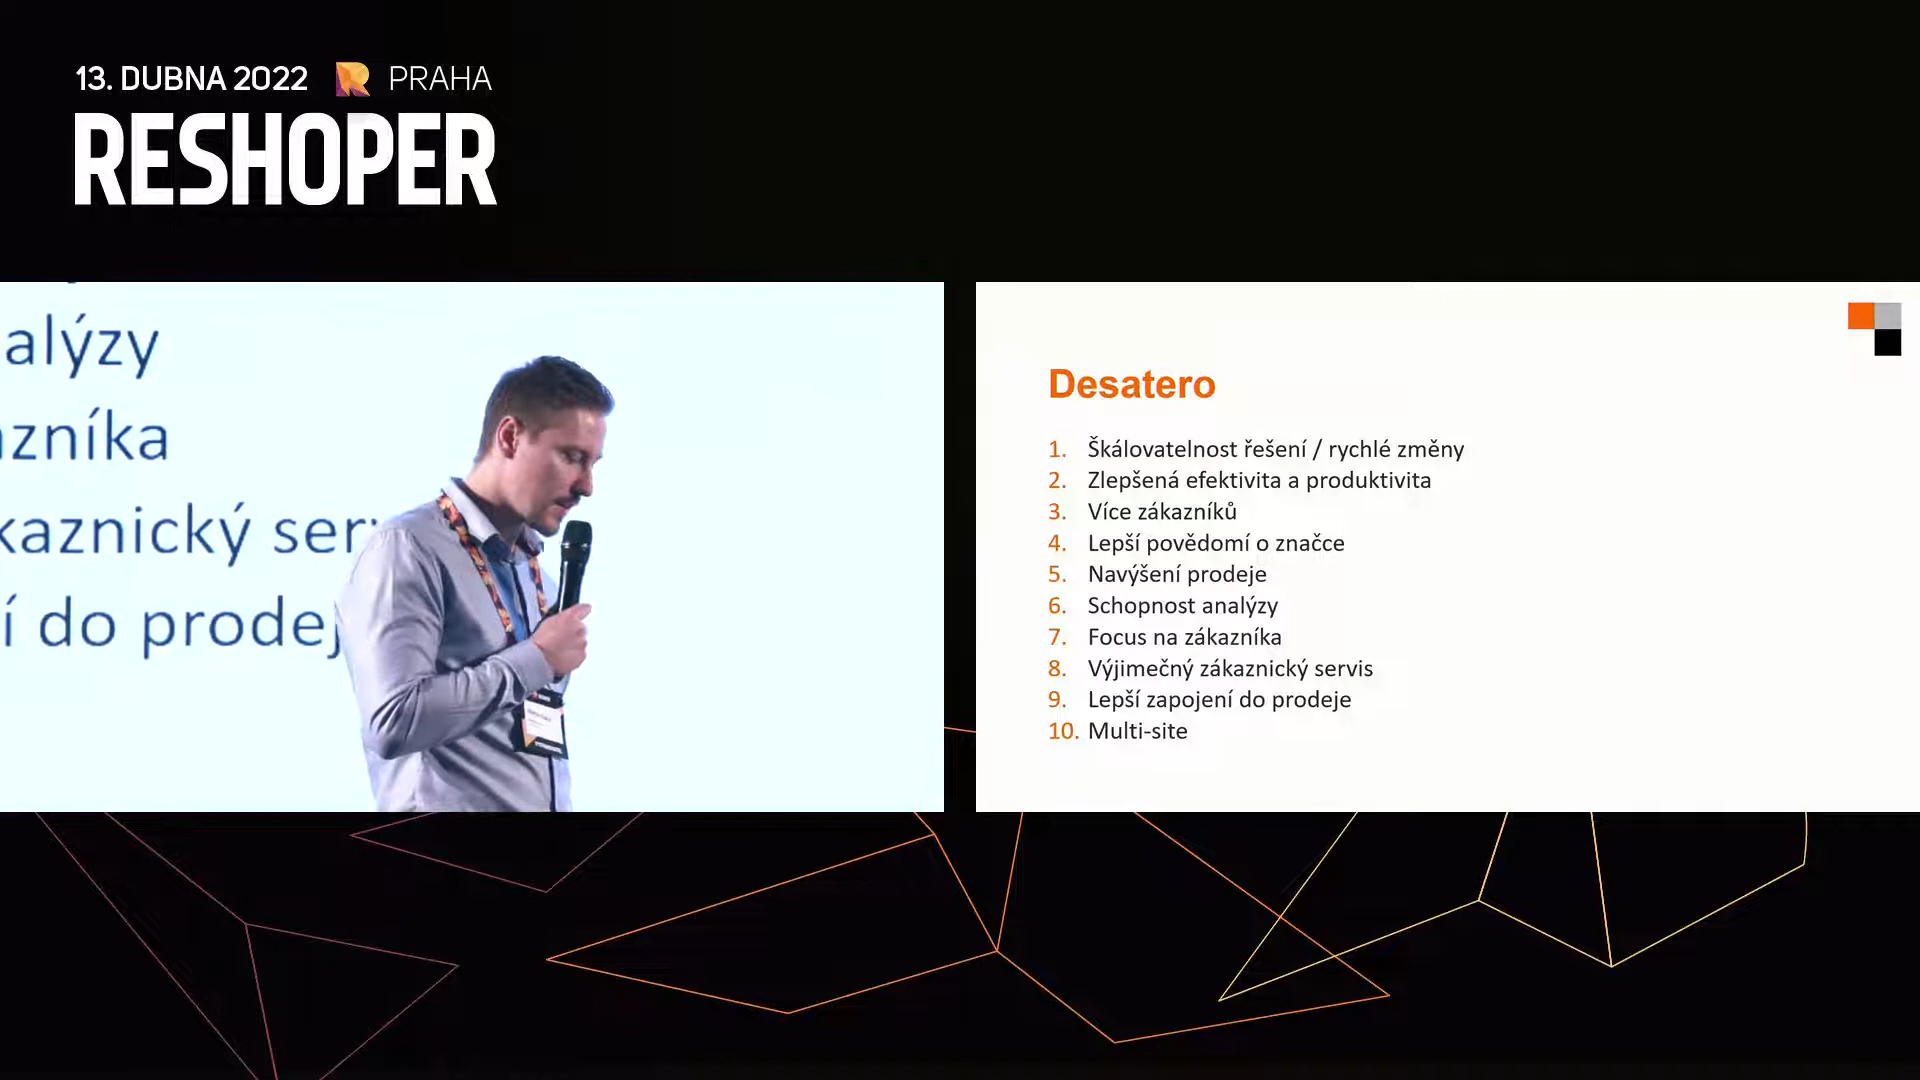 13. DUBNA 2022 PRAHA
RESHOPER
alýzy
azníka
kaznický ser
í do prodej
Desatero
1. Škálovatelnost řešení / rychlé změny
2. Zlepšená efektivita a produktivita
3. Více zákazníků
4. Lepší povědomí o značce
5. Navýšení prodeje
6. Schopnost analýzy
7. Focus na zákazníka
8. Výjimečný zákaznický servis
9. Lepší zapojení do prodeje
10. Multi-site